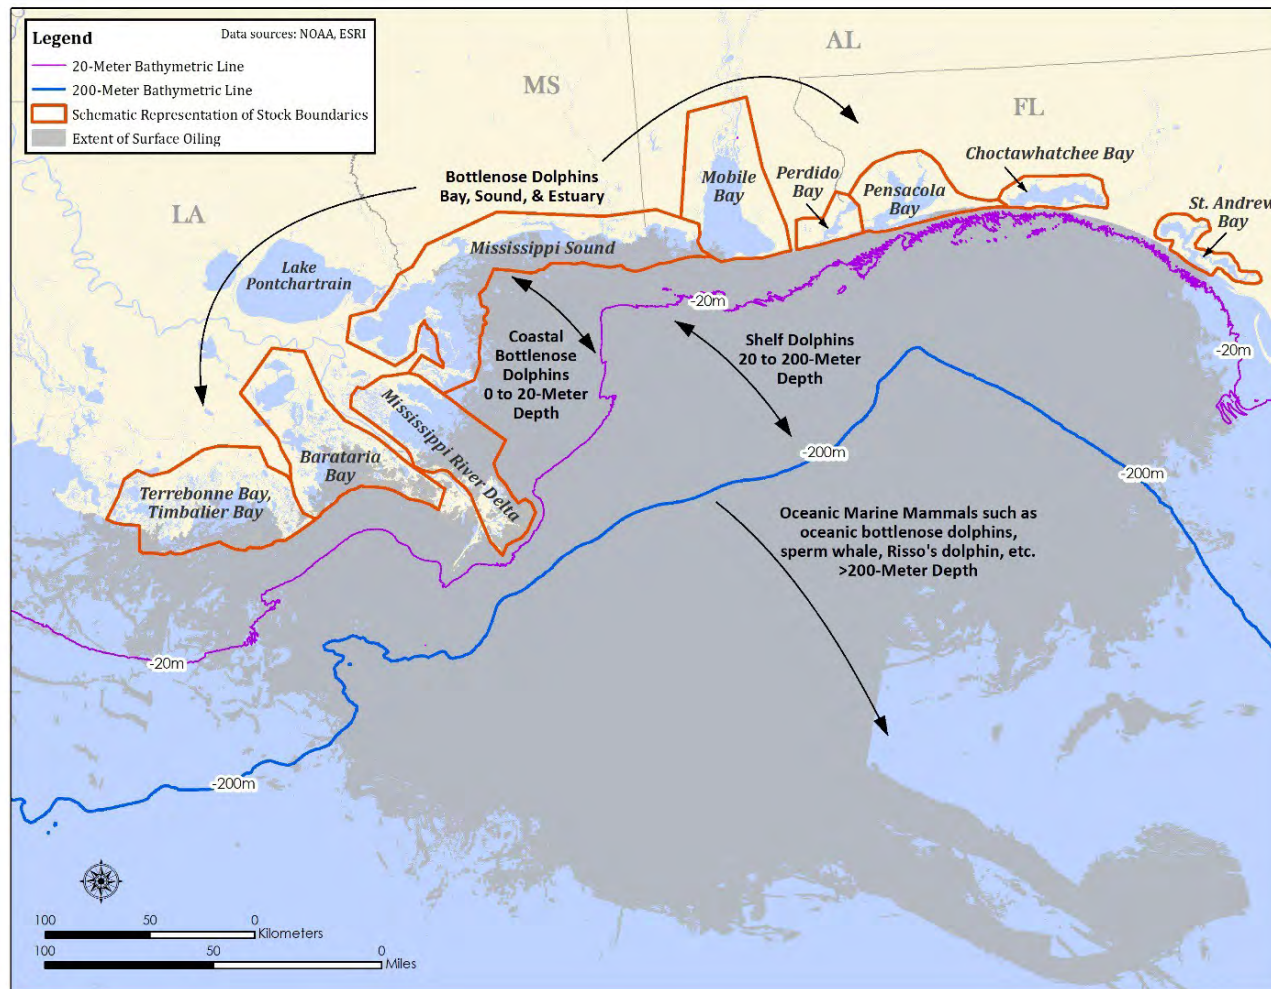 Legend
Data sources: NOAA, ESRI
20-Meter Bathymetric Line
200-Meter Bathymetric Line
Schematic Representation of Stock Boundaries
Extent of Surface Oiling
AL
MS
FL
LA
Bottlenose Dolphins
Bay, Sound, & Estuary
Mobile
Bay
Perdido
Bay
Pensacola
Bay
Choctawhatchee Bay
St. Andrew
Bay
Mississippi Sound
Lake
Pontchartrain
-20m
Coastal
Bottlenose
Dolphins
0 to 20-Meter
Depth
Shelf Dolphins
20 to 200-Meter
Depth
-20m
Mississippi River Delta
Barataria
Bay
Terrebonne Bay,
Timbalier Bay
-200m
-200m
Oceanic Marine Mammals such as
oceanic bottlenose dolphins,
sperm whale, Risso's dolphin, etc.
>200-Meter Depth
-20m
-200m
100 50 0
Kilometers
100 50 0
Miles